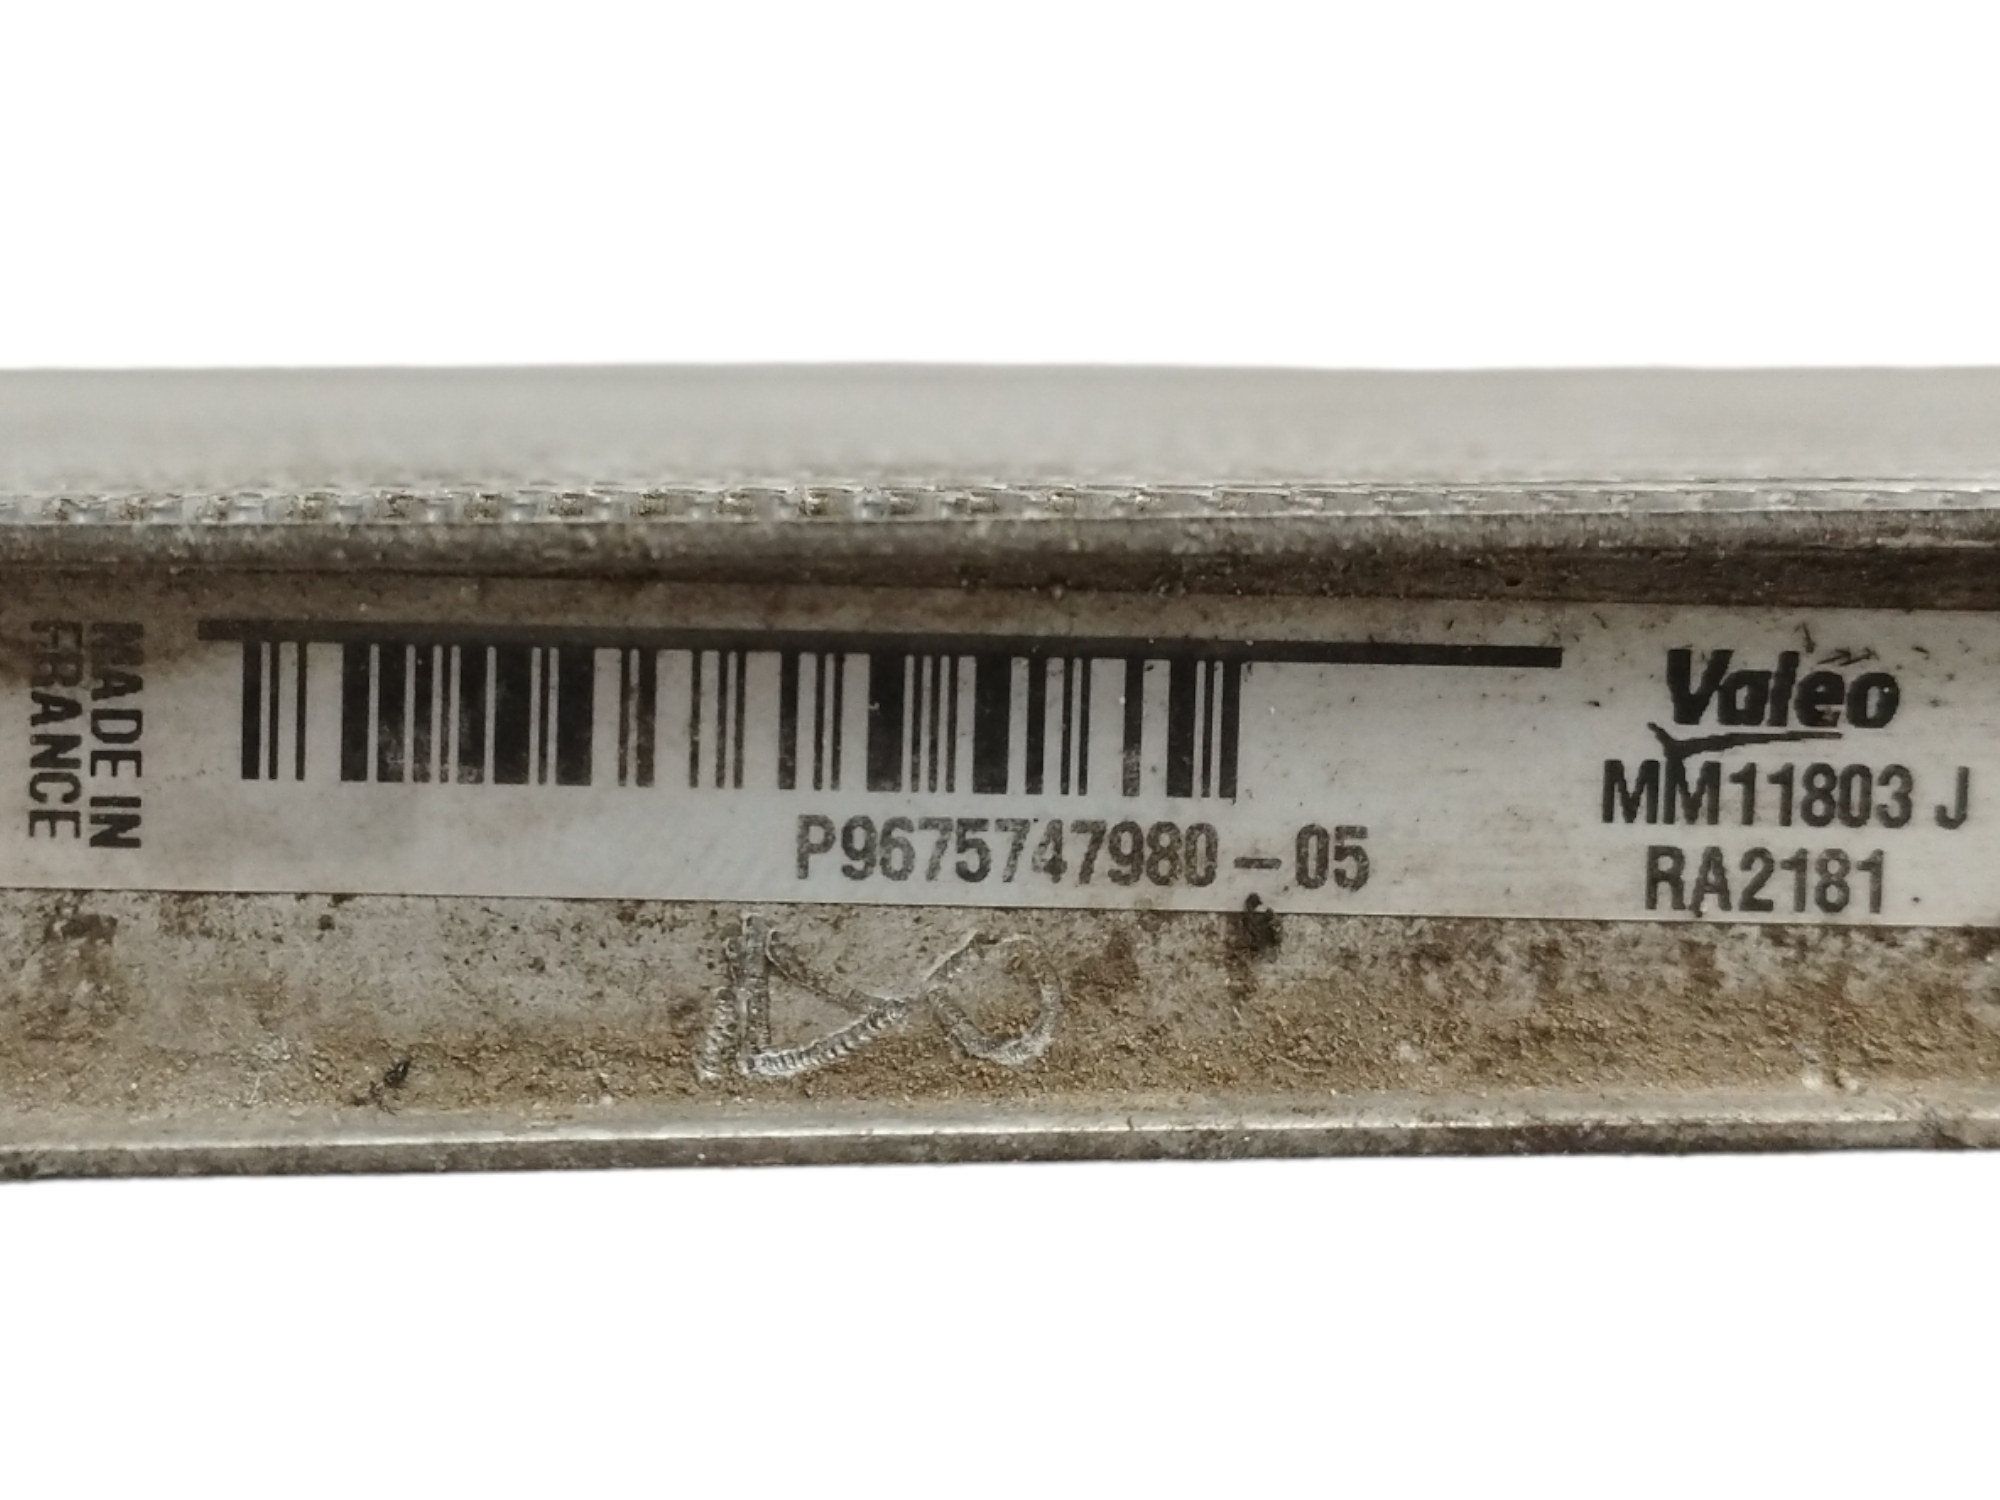 MADE IN
FRANCE
P9675747980-05
Valeo
MM11803 J
RA2181